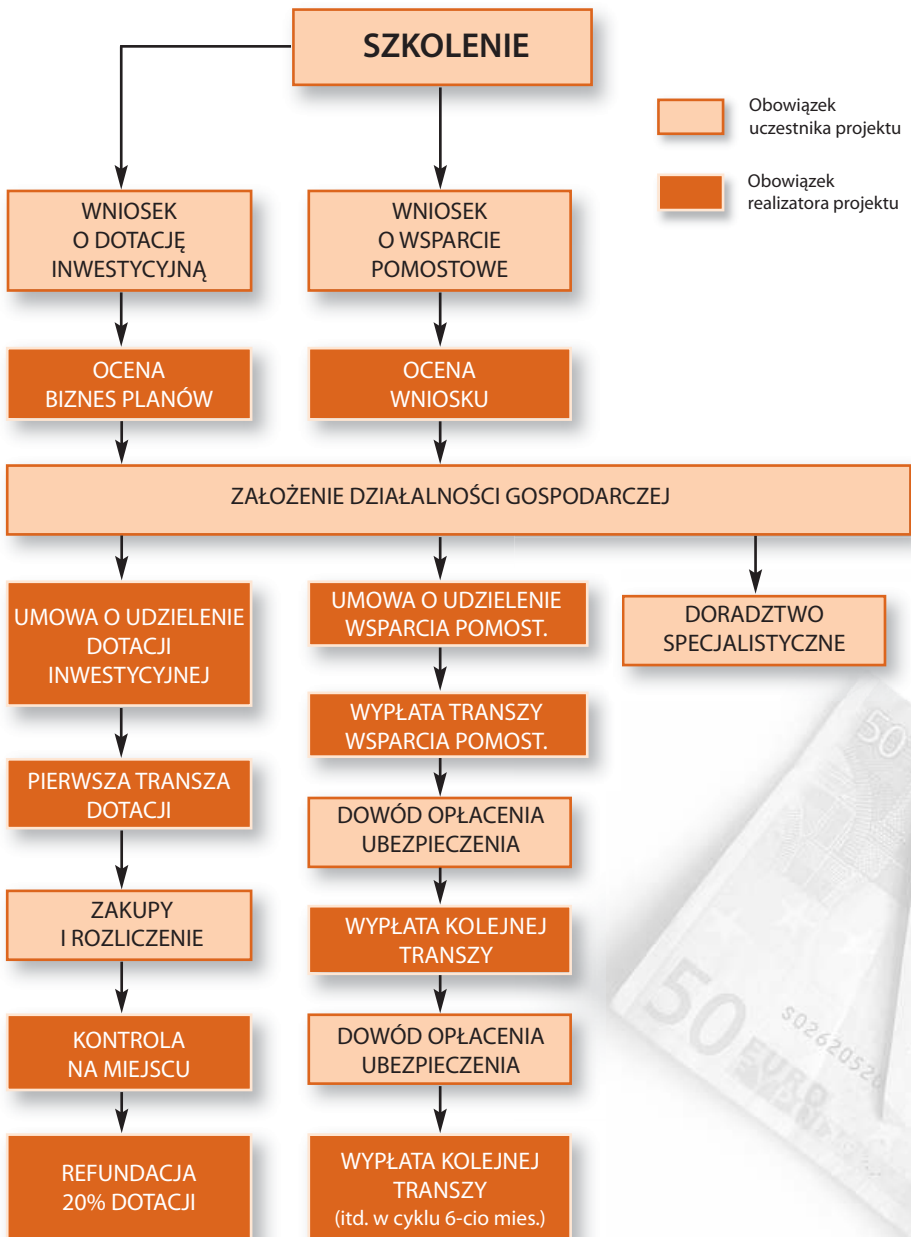 SZKOLENIE
Obowiązek
uczestnika projektu
Obowiązek
realizatora projektu
WNIOSEK
O DOTACJĘ
INWESTYCYJNĄ
WNIOSEK
O WSPARCIE
POMOSTOWE
OCENA
BIZNES PLANÓW
OCENA
WNIOSKU
ZAŁOŻENIE DZIAŁALNOŚCI GOSPODARCZEJ
UMOWA O UDZIELENIE
DOTACJI
INWESTYCYJNEJ
UMOWA O UDZIELENIE
WSPARCIA POMOST.
DORADZTWO
SPECJALISTYCZNE
WYPŁATA TRANSZY
WSPARCIA POMOST.
PIERWSZA TRANSZA
DOTACJI
DOWÓD OPŁACENIA
UBEZPIECZENIA
ZAKUPY
I ROZLICZENIE
WYPŁATA KOLEJNEJ
TRANSZY
KONTROLA
NA MIEJSCU
DOWÓD OPŁACENIA
UBEZPIECZENIA
REFUNDACJA
20% DOTACJI
WYPŁATA KOLEJNEJ
TRANSZY
(itd. w cyklu 6-cio mies.)
50
50
EURO